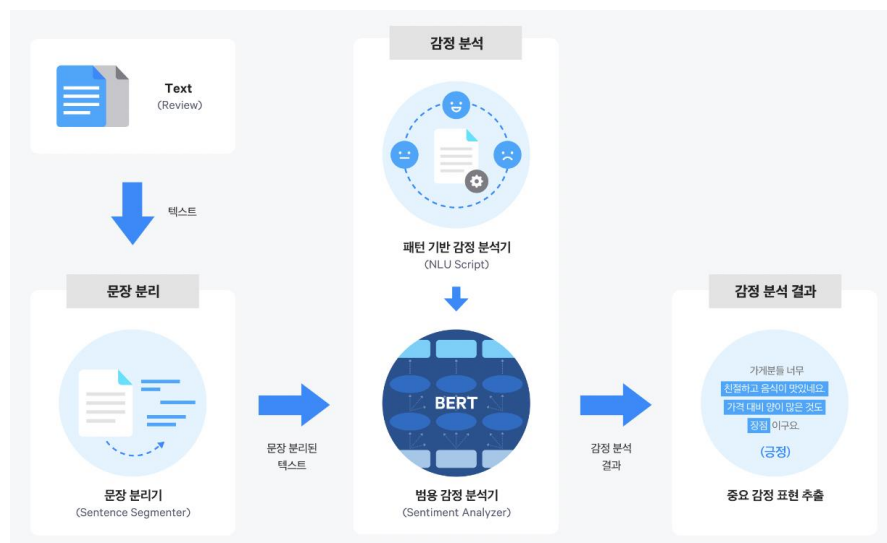 Text
(Review)
텍스트
문장 분리
문장 분리기
(Sentence Segmenter)
문장 분리된
텍스트
감정 분석
패턴 기반 감정 분석기
(NLU Script)
BERT
범용 감정 분석기
(Sentiment Analyzer)
감정 분석
결과
감정 분석 결과
가게분들 너무
친절하고 음식이 맛있네요.
가격 대비 양이 많은 것도
장점 이구요.
(긍정)
중요 감정 표현 추출